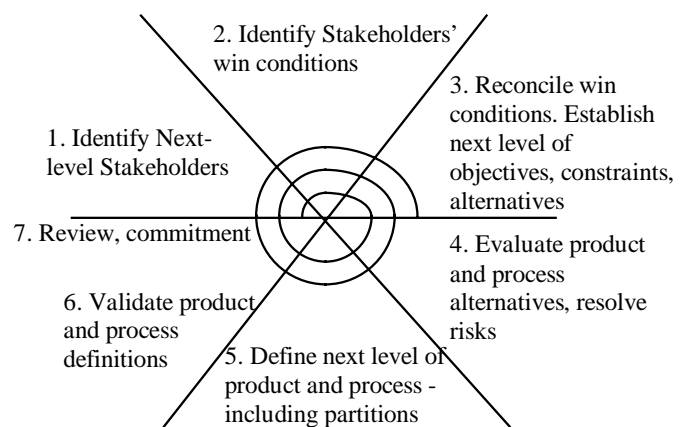 2. Identify Stakeholders’
win conditions
3. Reconcile win
conditions. Establish
next level of
objectives, constraints,
alternatives
1. Identify Next-
level Stakeholders
7. Review, commitment
4. Evaluate product
and process
alternatives, resolve
risks
6. Validate product
and process
definitions
5. Define next level of
product and process -
including partitions